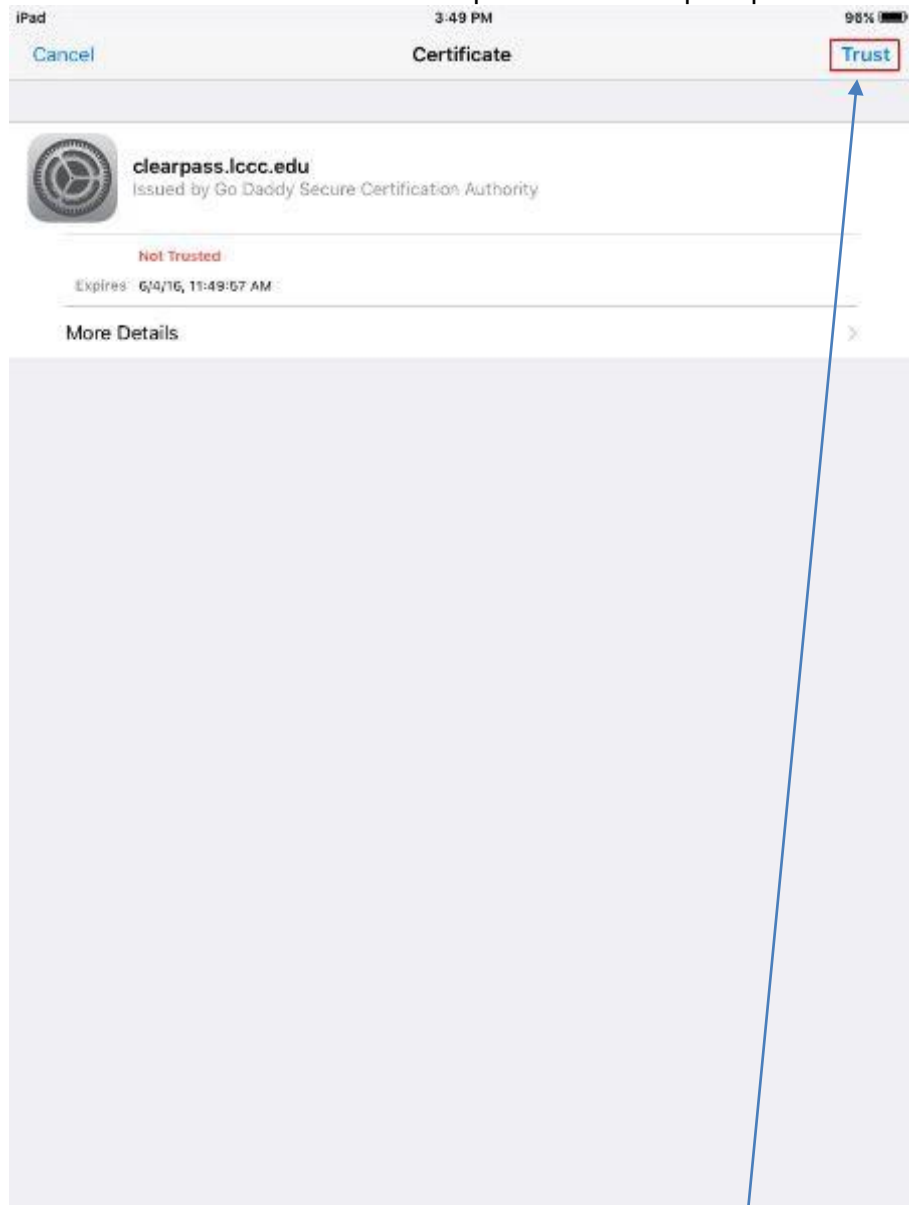 iPad 3:49 PM 96%
Cancel Certificate Trust
clearpass.lccc.edu
Issued by Go Daddy Secure Certification Authority
Not Trusted
Expires 6/4/16, 11:49:57 AM
More Details